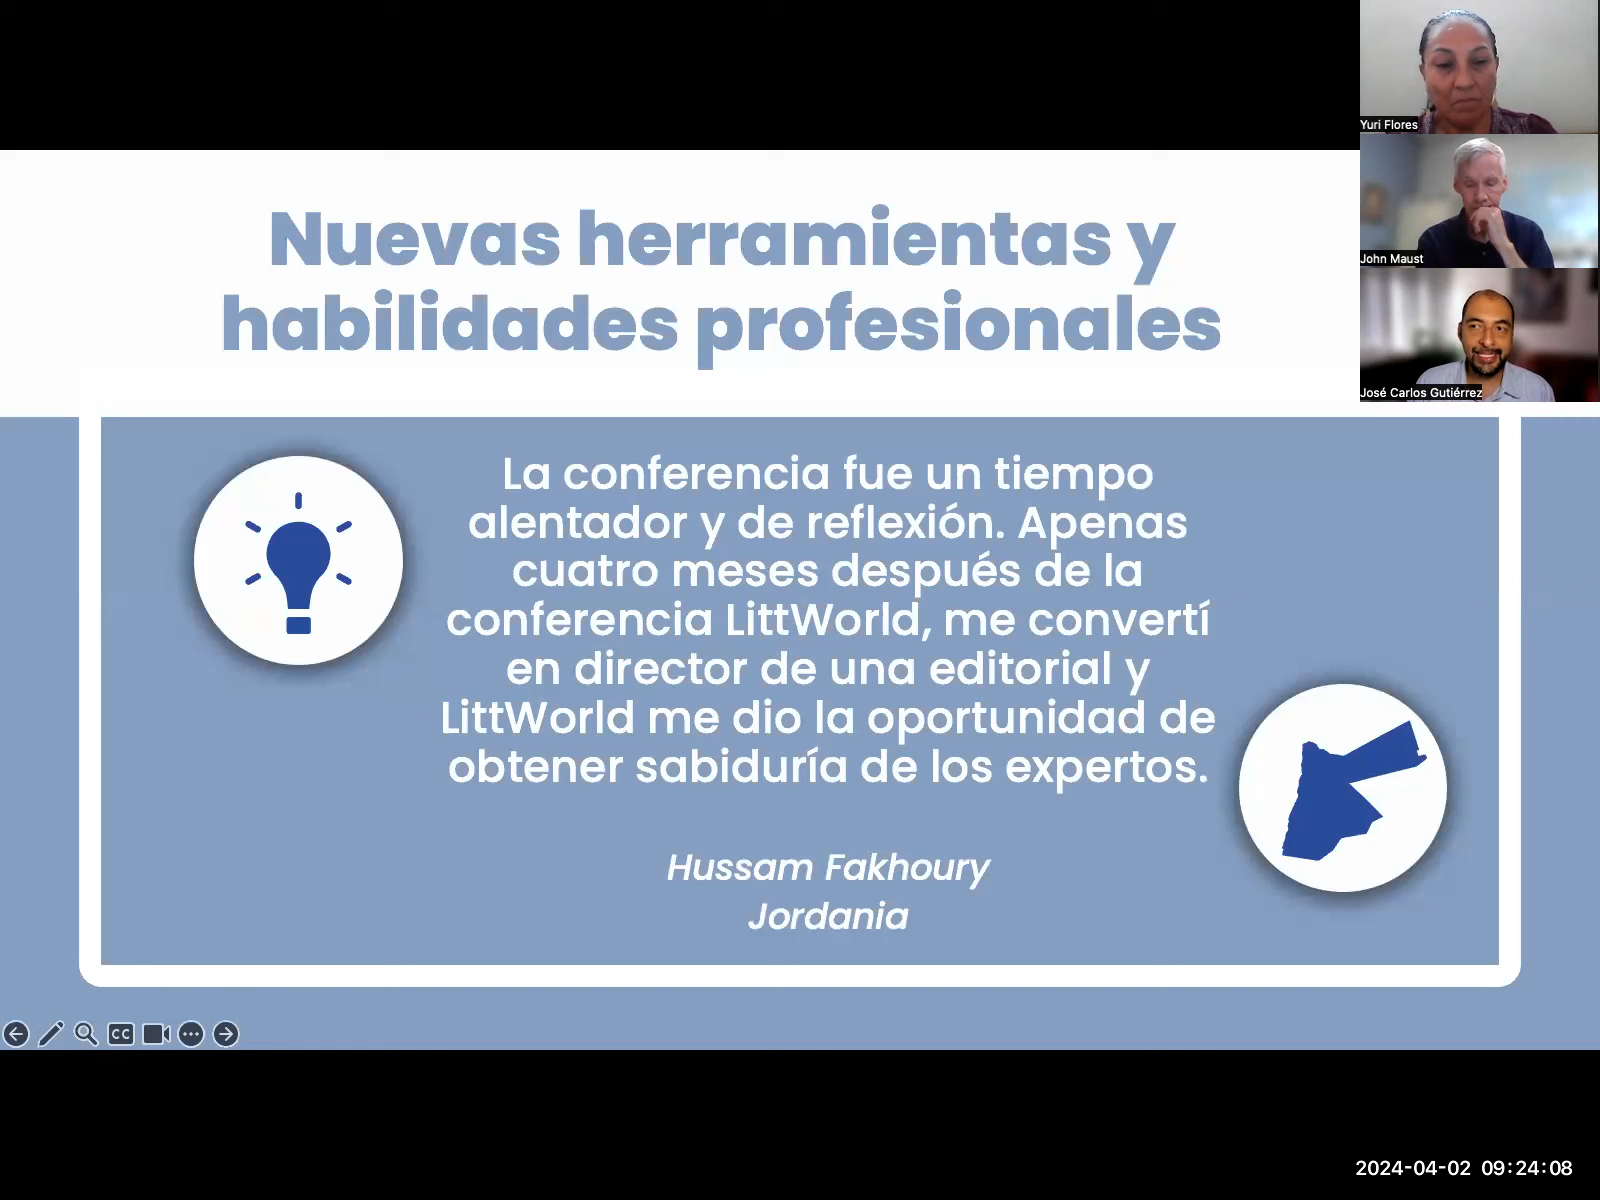 Nuevas herramientas y
habilidades profesionales
La conferencia fue un tiempo
alentador y de reflexión. Apenas
cuatro meses después de la
conferencia LittWorld, me convertí
en director de una editorial y
LittWorld me dio la oportunidad de
obtener sabiduría de los expertos.
Hussam Fakhoury
Jordania
Yuri Flores
John Maust
José Carlos Gutiérrez
CC
2024-04-02 09:24:08